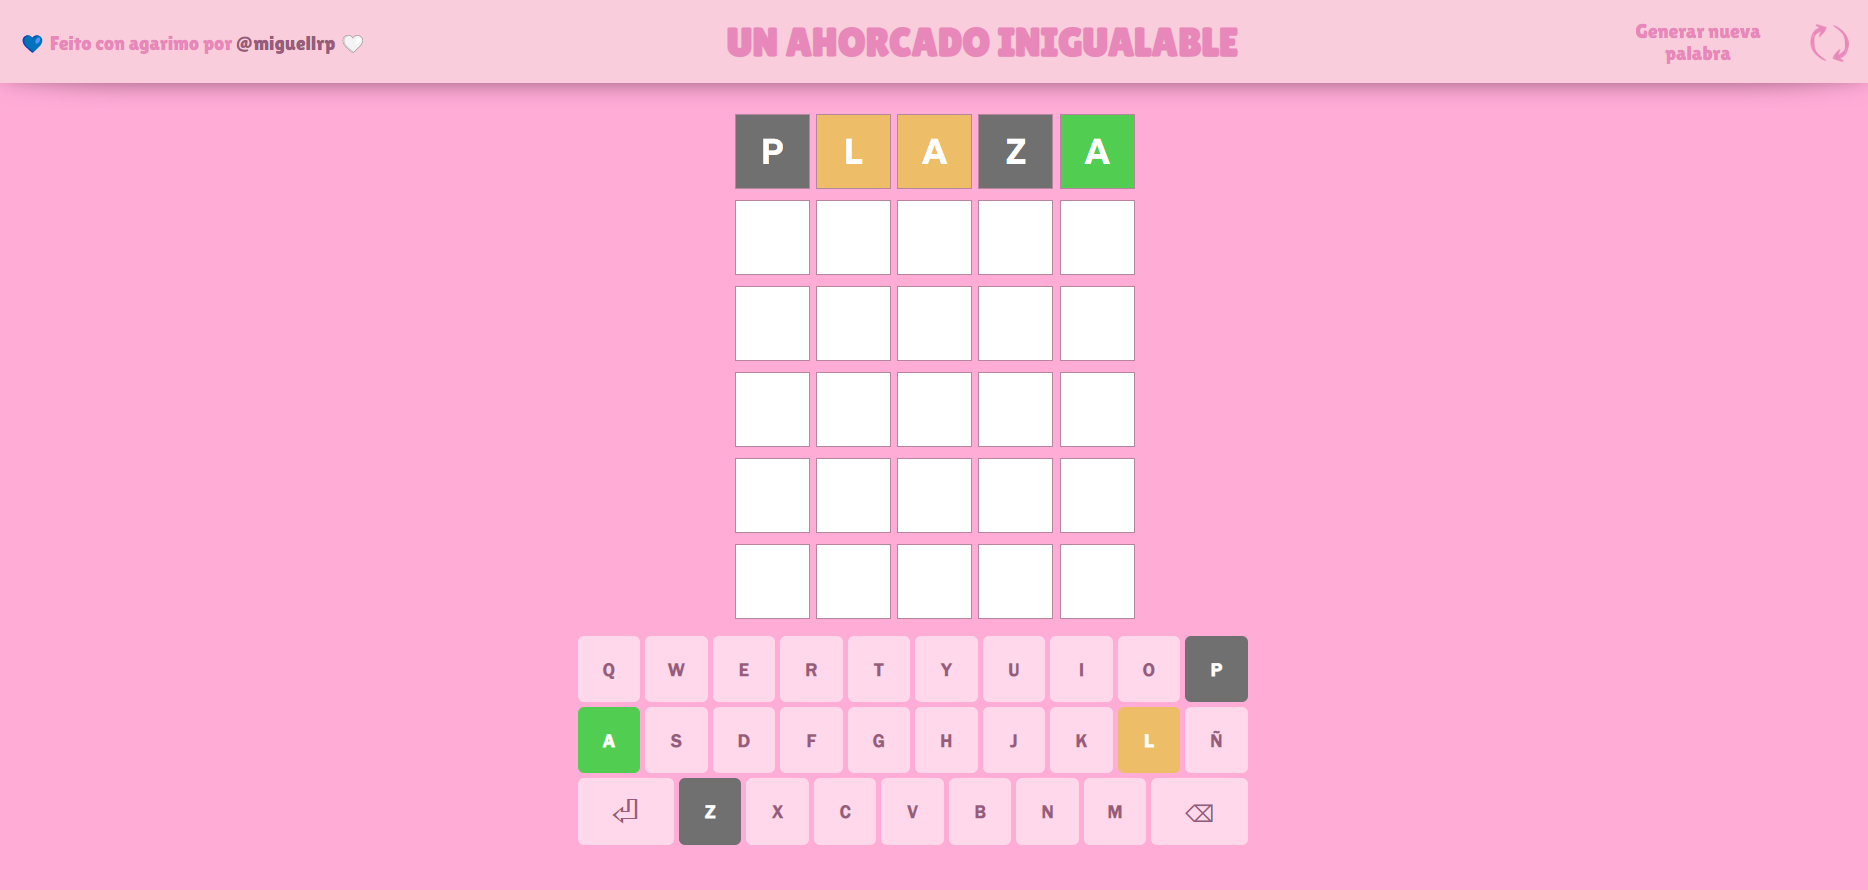 💙 Feito con agarimo por @miguellrp 🤍
UN AHORCADO INIGUALABLE
Generar nueva
palabra
P L A Z A
Q W E R T Y U I O P
A S D F G H J K L Ñ
⏎ Z X C V B N M ⌫